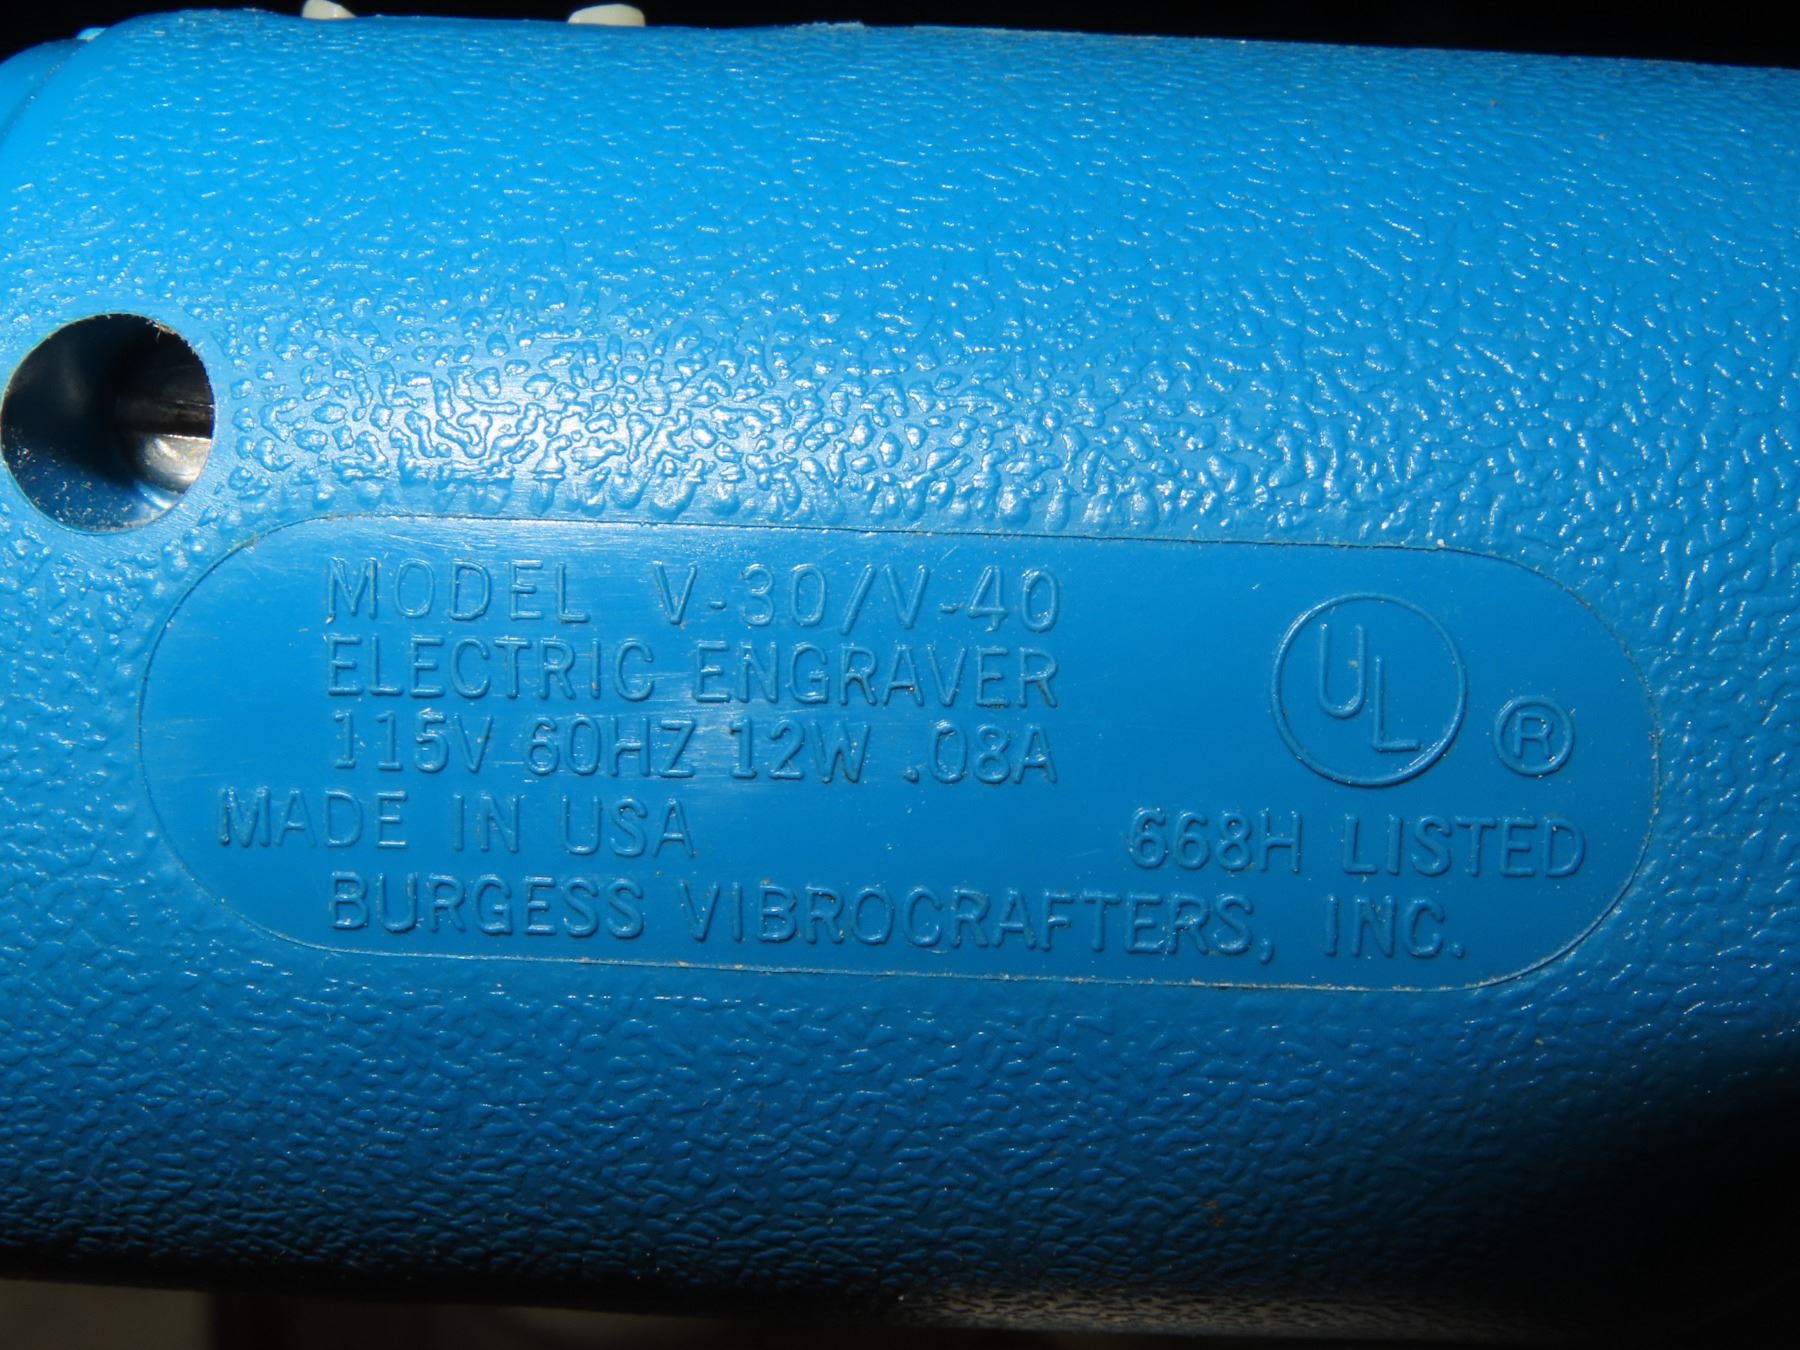 MODEL V-30/V-40
ELECTRIC ENGRAVER
115V 60HZ 12W .08A
UL ®
MADE IN USA
668H LISTED
BURGESS VIBROCRAFTERS, INC.